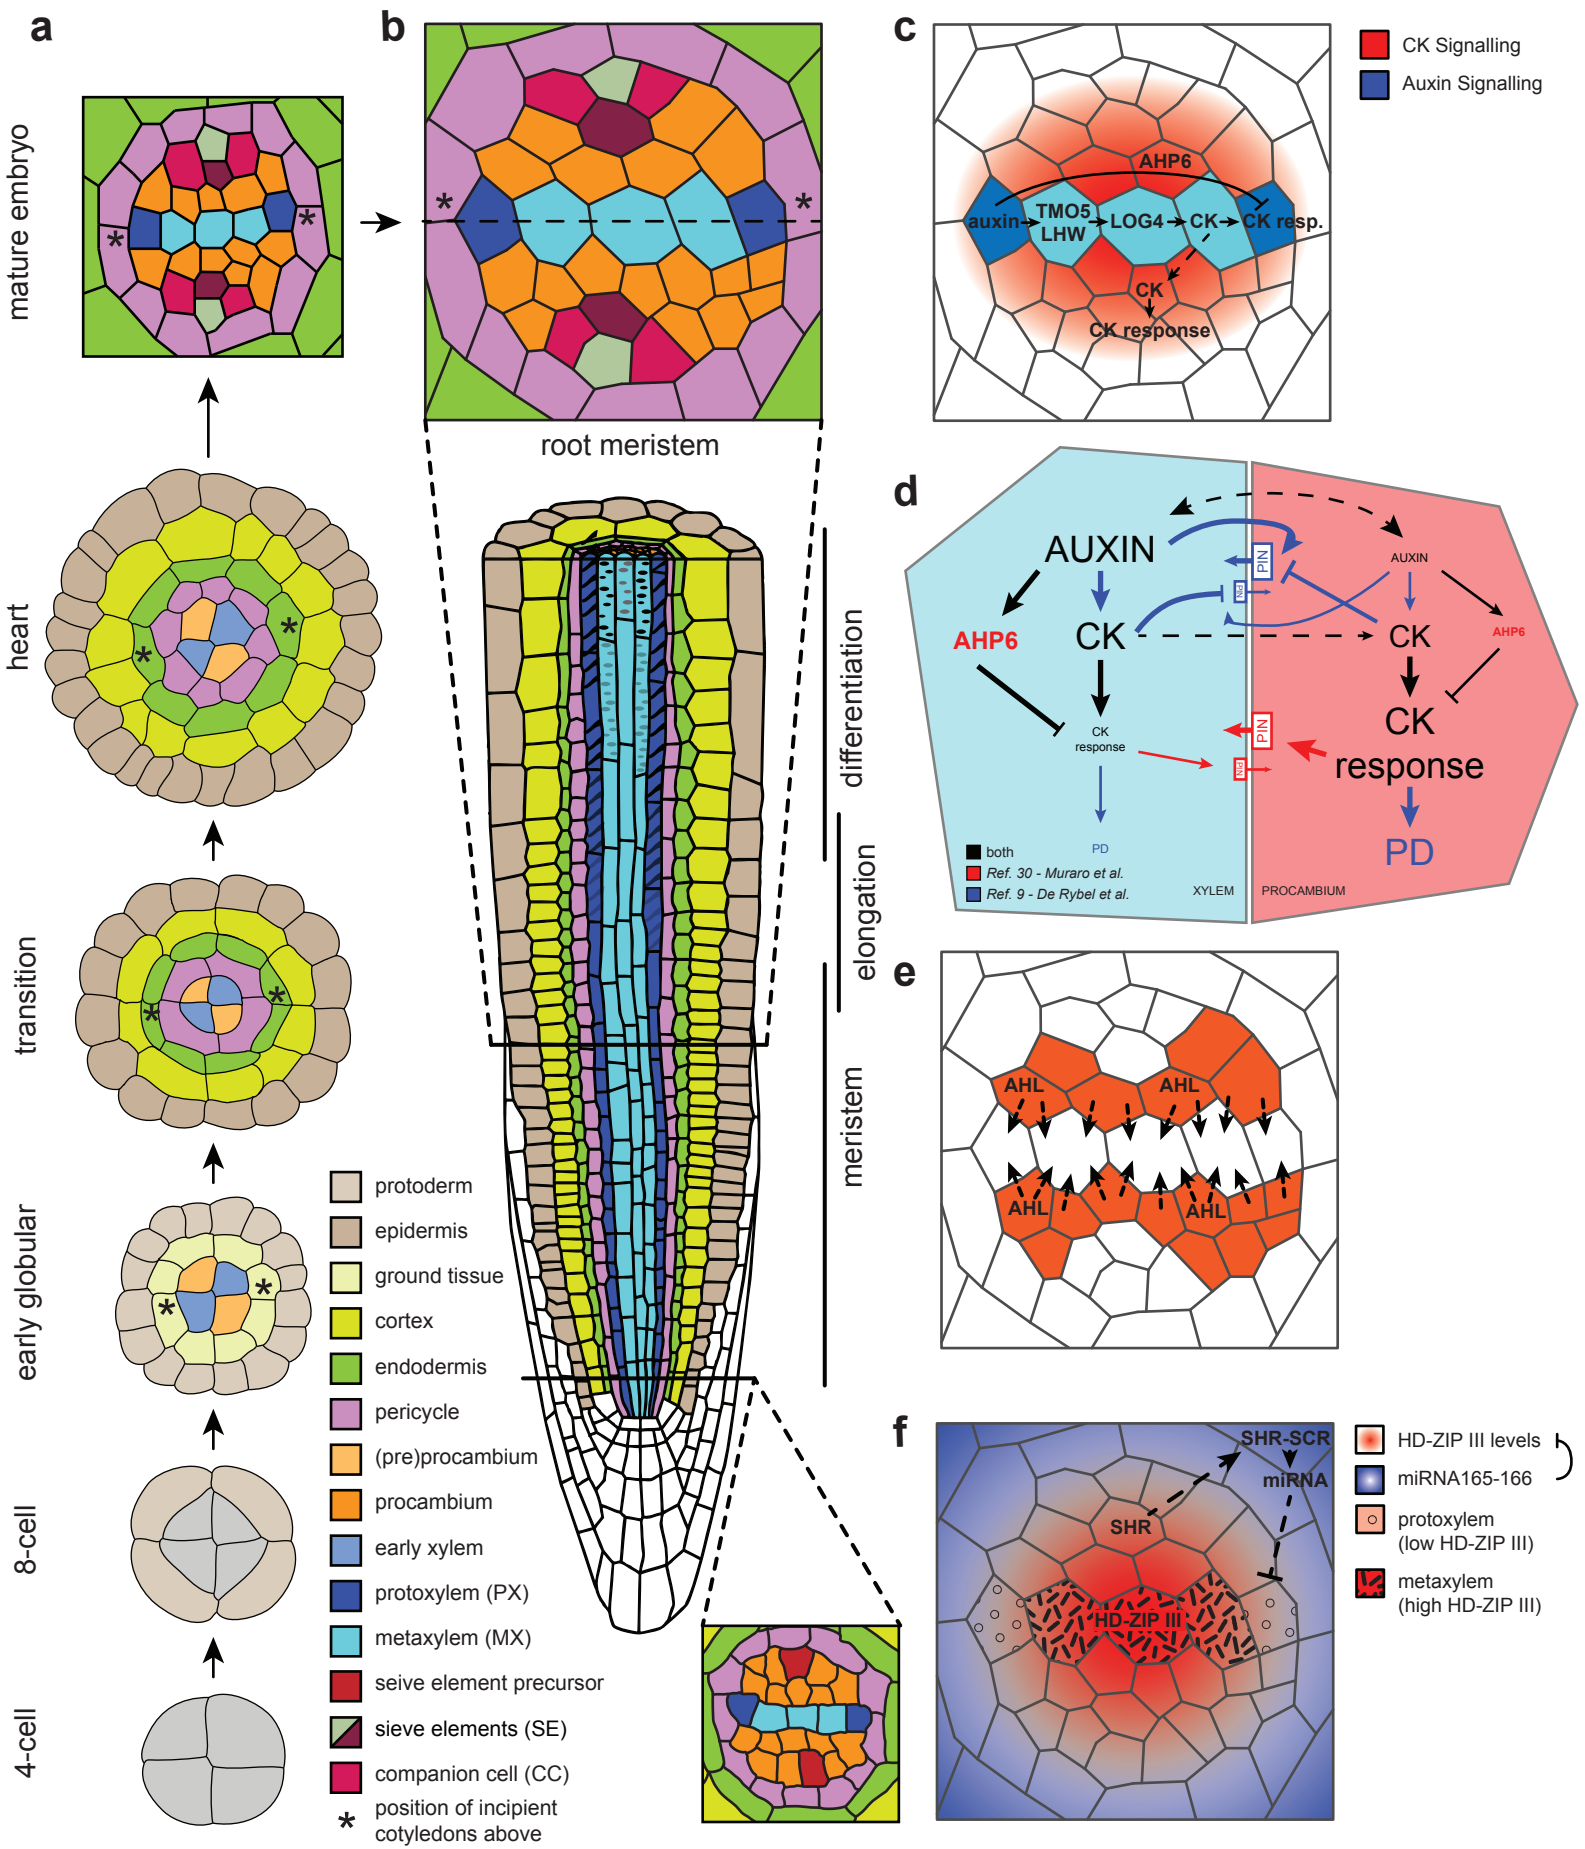 a
mature embryo
*
*
heart
*
*
transition
*
*
early globular
*
*
8-cell
4-cell
protoderm
epidermis
ground tissue
cortex
endodermis
pericycle
(pre)procambium
procambium
early xylem
protoxylem (PX)
metaxylem (MX)
seive element precursor
sieve elements (SE)
companion cell (CC)
* position of incipient
cotyledons above
b
*
*
root meristem
differentiation
elongation
meristem
c
CK Signalling
Auxin Signalling
AHP6
auxin
TMO5
LHW
LOG4
CK
CK resp.
CK
CK response
d
AUXIN
PIN
PIN
AUXIN
AHP6
CK
CK
AHP6
CK
response
PIN
PIN
CK
response
PD
PD
both
Ref. 30 - Muraro et al.
Ref. 9 - De Rybel et al.
XYLEM
PROCAMBIUM
e
AHL
AHL
AHL
AHL
f
SHR-SCR
miRNA
SHR
HD-ZIP III
HD-ZIP III levels
miRNA165-166
protoxylem
(low HD-ZIP III)
metaxylem
(high HD-ZIP III)